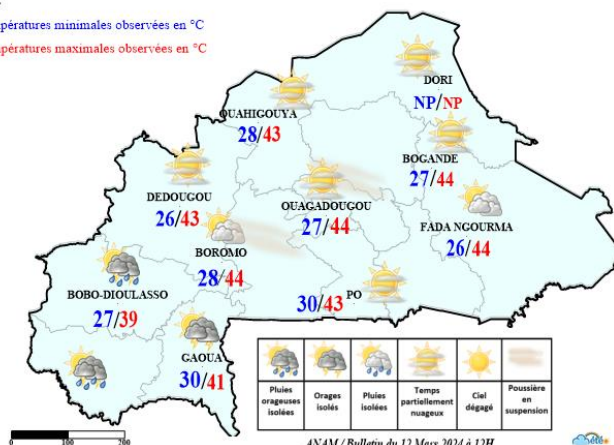 pératures minimales observées en °C
pératures maximales observées en °C
DORI
NP/NP
OUAHIGOUYA
28/43
BOGANDE
27/44
DEDOUGOU
26/43
OUAGADOUGOU
27/44
FADA NGOURMA
26/44
BOROMO
28/44
PO
30/43
BOBO-DIOULASSO
27/39
GAOUA
30/41
Pluies orageuses isolées
Orages isolés
Pluies isolées
Temps partiellement nuageux
Ciel dégagé
Poussière en suspension
0 100 200
ANAM / Bulletin du 12 Mars 2024 à 12H